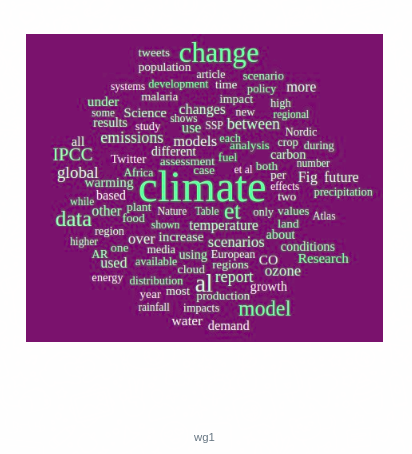 tweets change
population
article scenario
systems development time policy more
malaria impact high
under Science changes new regional
some shows
results study use SSP between Nordic
all emissions models each analysis crop during
IPCC Twitter different fuel carbon
assessment et al both number
global Africa case per Fig future
warming climate effects precipitation
based two
while other plant Nature Table et only values Atlas
data food shown temperature land
region over increase scenarios about
higher one media European conditions
AR used available using regions CO Research
cloud ozone
energy distribution al report growth
year most production
rainfall impacts model
water demand
wg1